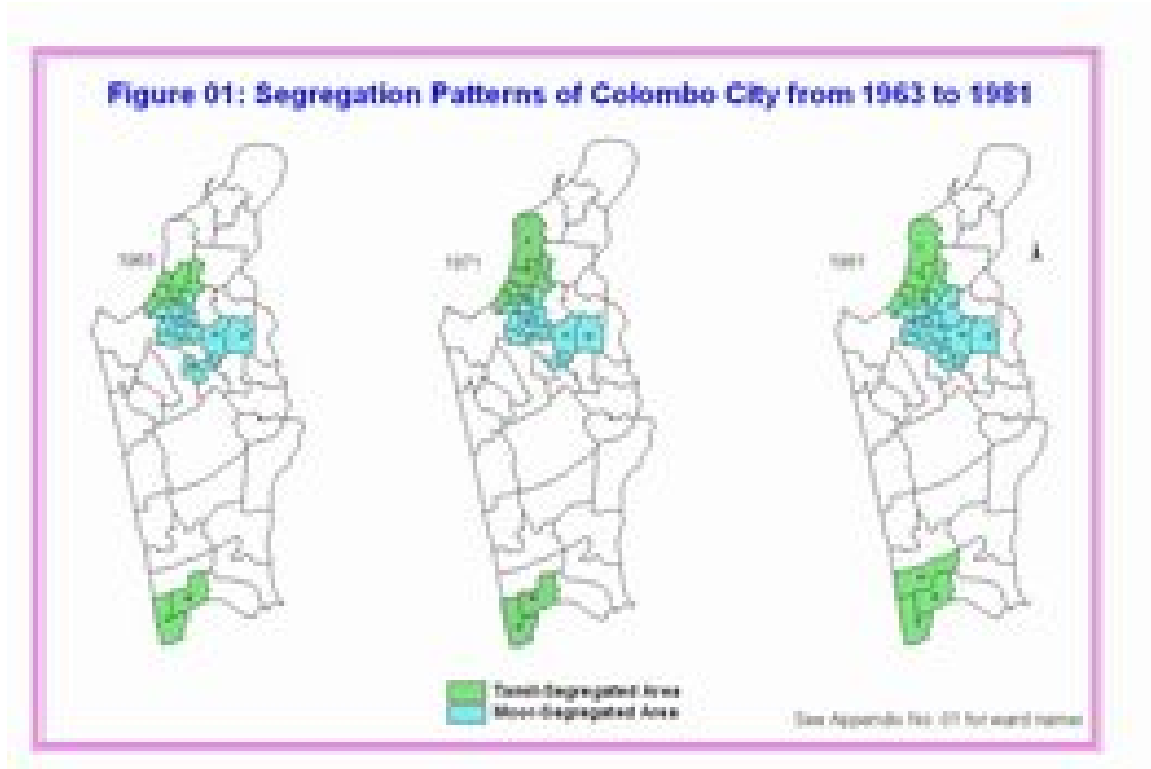 Figure 01: Segregation Patterns of Colombo City from 1963 to 1981
1963
1971
1981
Tamil-Segregated Area
Moor-Segregated Area
See Appendix No. 01 for ward names